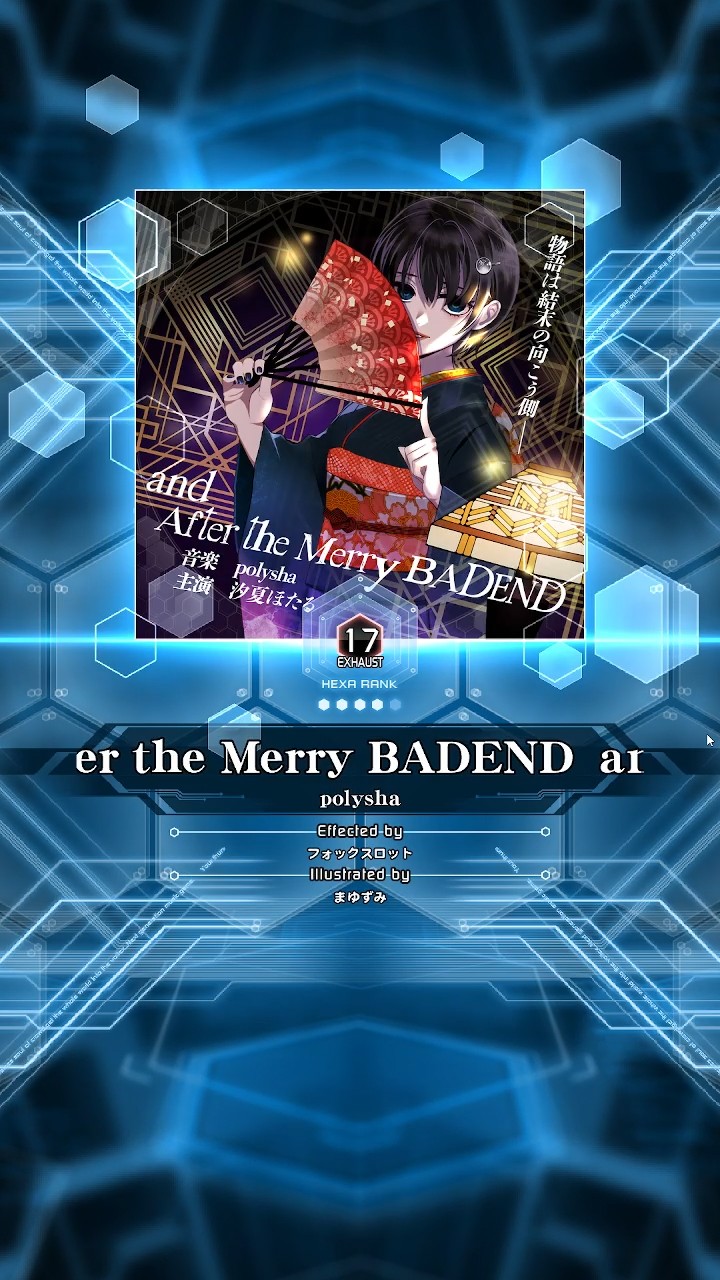 物語は結末の向こう側──
and
After the Merry BADEND
音楽 polysha
主演 汐夏ほたる
17
EXHAUST
HEXA RANK
er the Merry BADEND ar
polysha
Effected by
フォックスロット
Illustrated by
まゆずみ